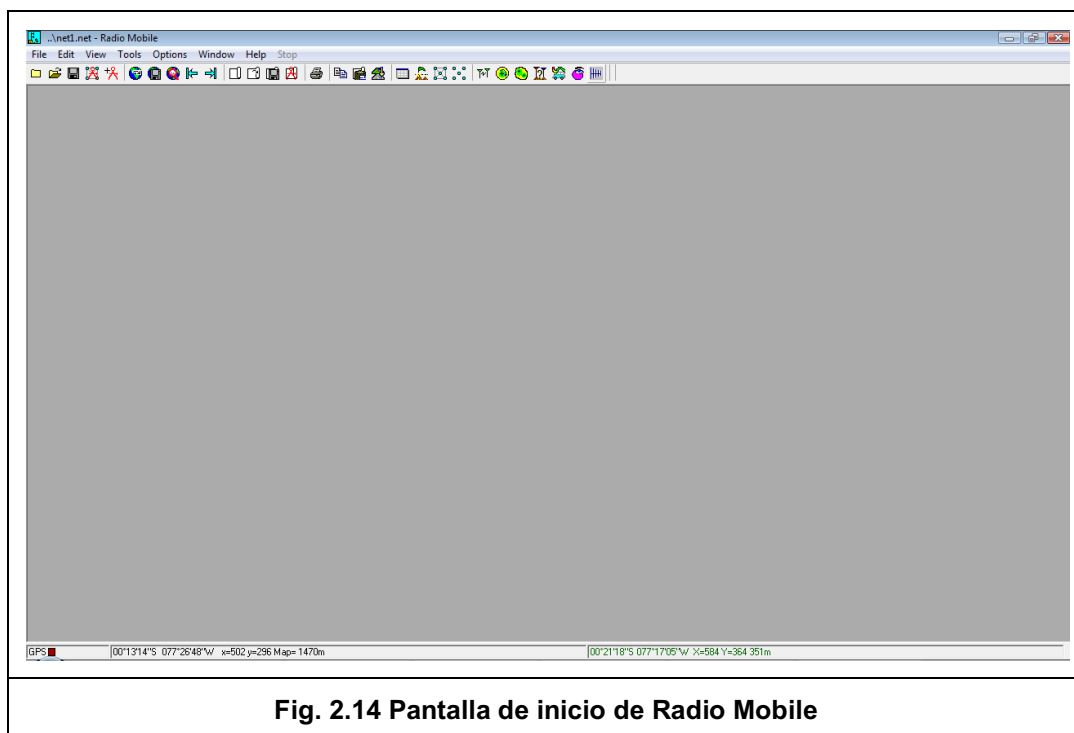 ..\net1.net - Radio Mobile
File Edit View Tools Options Window Help Stop
GPS 00°13'14"S 077°26'48"W x=502 y=296 Map= 1470m 00°21'18"S 077°17'05"W X=584 Y=364 351m
Fig. 2.14 Pantalla de inicio de Radio Mobile